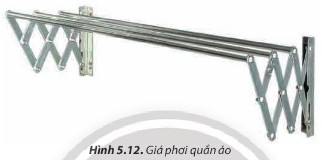 Hình 5.12. Giá phơi quần áo